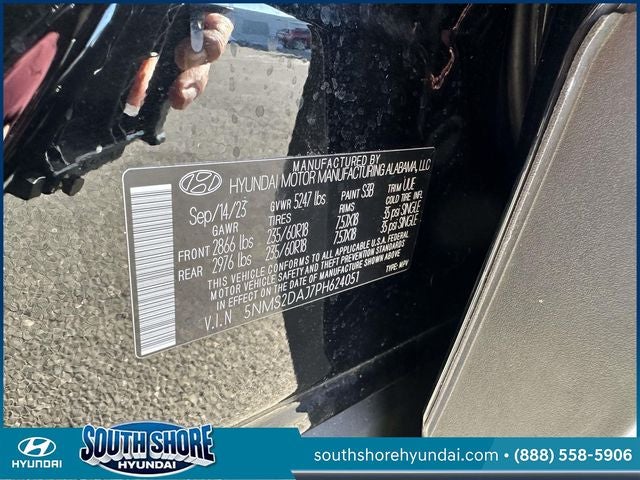 MANUFACTURED BY
HYUNDAI MOTOR MANUFACTURING ALABAMA, LLC
Sep/14/23 GVWR 5247 lbs PAINT S3B TRIM UUE
GAWR TIRES RIMS COLD TIRE INFL
FRONT 2866 lbs 235/60R18 7.5JX18 35 psi SINGLE
REAR 2976 lbs 235/60R18 7.5JX18 35 psi SINGLE
THIS VEHICLE CONFORMS TO ALL APPLICABLE U.S.A. FEDERAL
MOTOR VEHICLE SAFETY AND THEFT PREVENTION STANDARDS
IN EFFECT ON THE DATE OF MANUFACTURE SHOWN ABOVE
V.I.N 5NMS2DAJ7PH624051 TYPE: MPV
HYUNDAI
SOUTH SHORE
HYUNDAI
southshorehyundai.com • (888) 558-5906